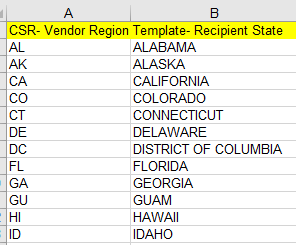 A B
CSR- Vendor Region Template- Recipient State
AL ALABAMA
AK ALASKA
CA CALIFORNIA
CO COLORADO
CT CONNECTICUT
DE DELAWARE
DC DISTRICT OF COLUMBIA
FL FLORIDA
GA GEORGIA
GU GUAM
HI HAWAII
ID IDAHO